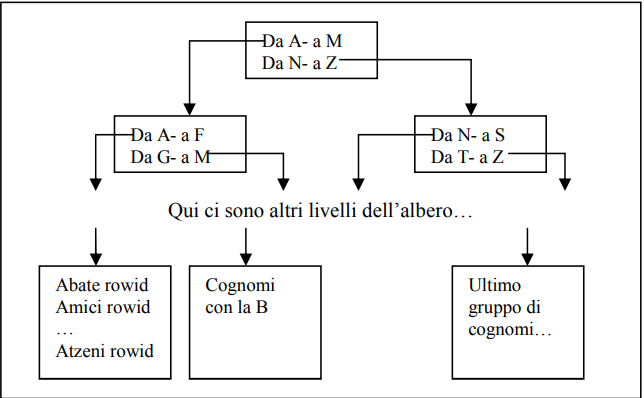 Da A- a M
Da N- a Z
Da A- a F
Da G- a M
Da N- a S
Da T- a Z
Qui ci sono altri livelli dell’albero…
Abate rowid
Amici rowid
…
Atzeni rowid
Cognomi
con la B
Ultimo
gruppo di
cognomi…